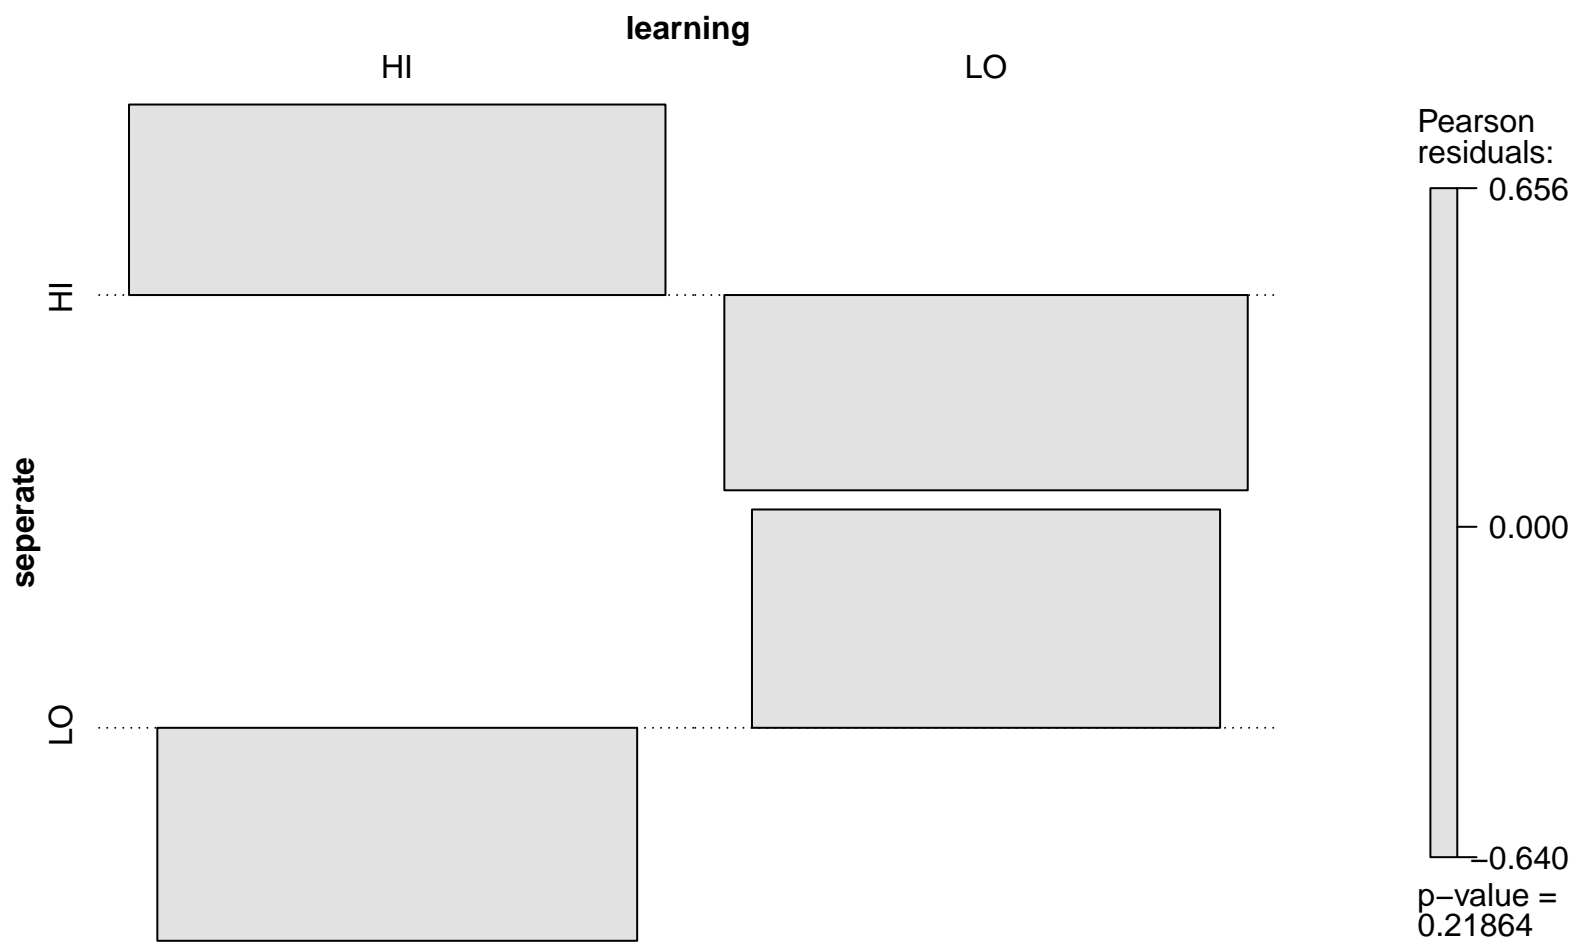 learning
HI LO
Pearson
residuals:
0.656
HI
seperate
0.000
LO
−0.640
p−value =
0.21864